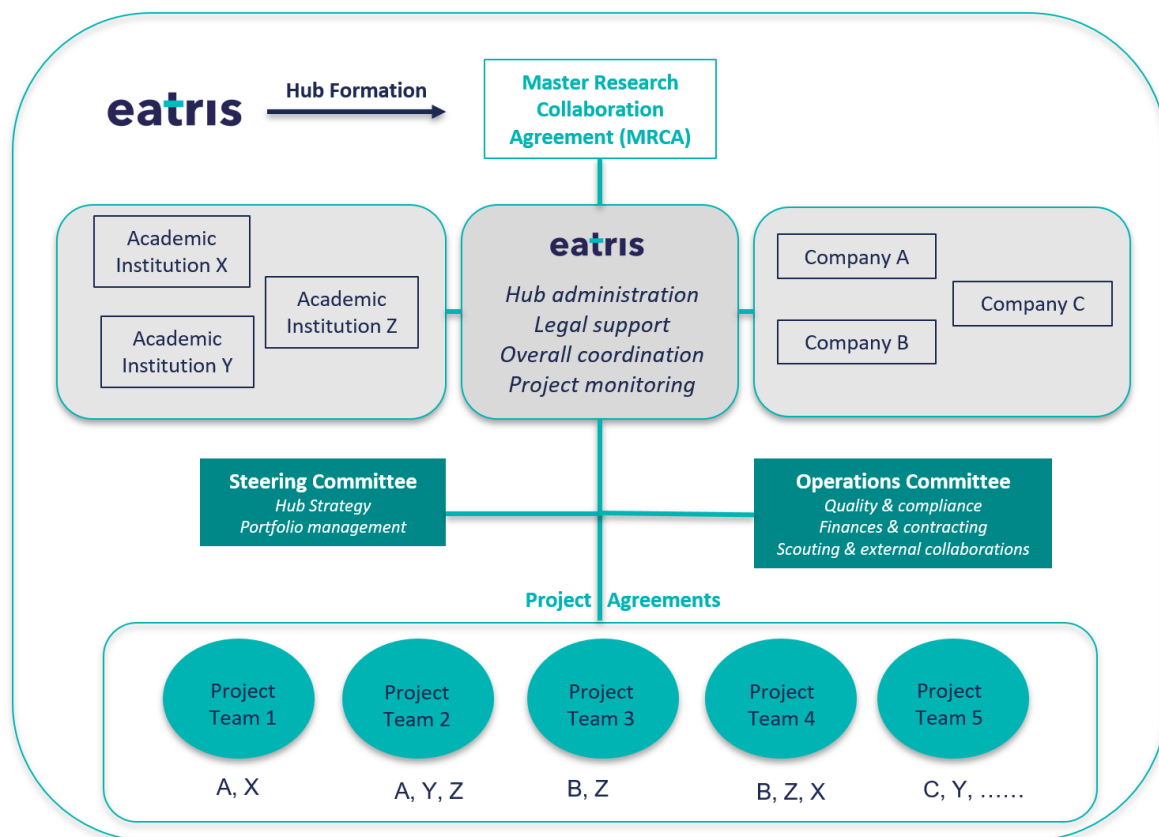 eatris
Hub Formation
Master Research
Collaboration
Agreement (MRCA)
Academic
Institution X
Academic
Institution Z
Academic
Institution Y
eatris
Hub administration
Legal support
Overall coordination
Project monitoring
Company A
Company C
Company B
Steering Committee
Hub Strategy
Portfolio management
Operations Committee
Quality & compliance
Finances & contracting
Scouting & external collaborations
Project Agreements
Project
Team 1
Project
Team 2
Project
Team 3
Project
Team 4
Project
Team 5
A, X
A, Y, Z
B, Z
B, Z, X
C, Y, ......